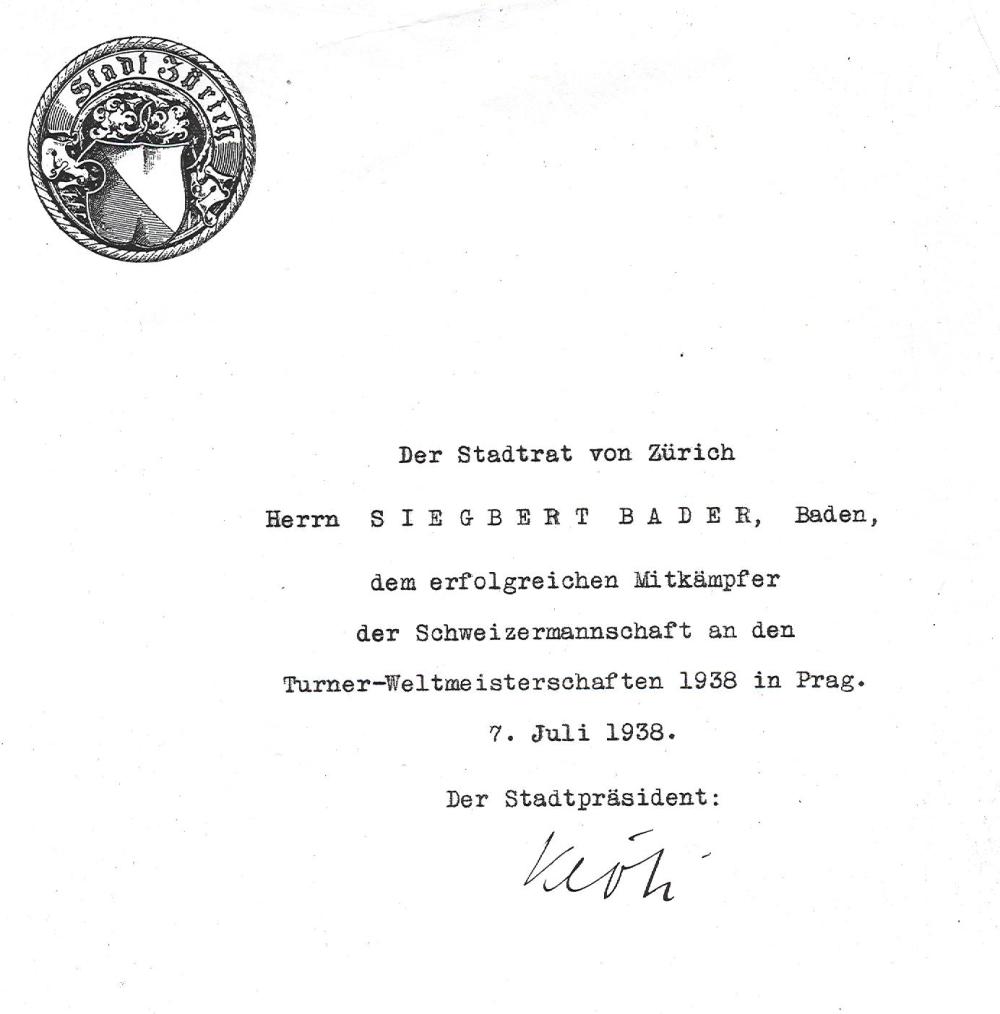 Stadt Zürich
Der Stadtrat von Zürich
Herrn S I E G B E R T B A D E R, Baden,
dem erfolgreichen Mitkämpfer
der Schweizermannschaft an den
Turner-Weltmeisterschaften 1938 in Prag.
7. Juli 1938.
Der Stadtpräsident:
Klöti